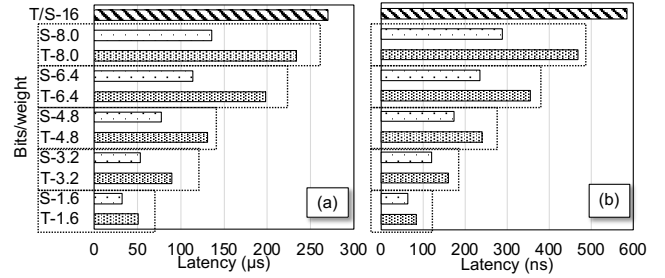 Bits/weight
T/S-16
S-8.0
T-8.0
S-6.4
T-6.4
S-4.8
T-4.8
S-3.2
T-3.2
S-1.6
T-1.6
(a)
0 50 100 150 200 250 300
Latency (µs)
(b)
0 100 200 300 400 500 600
Latency (ns)